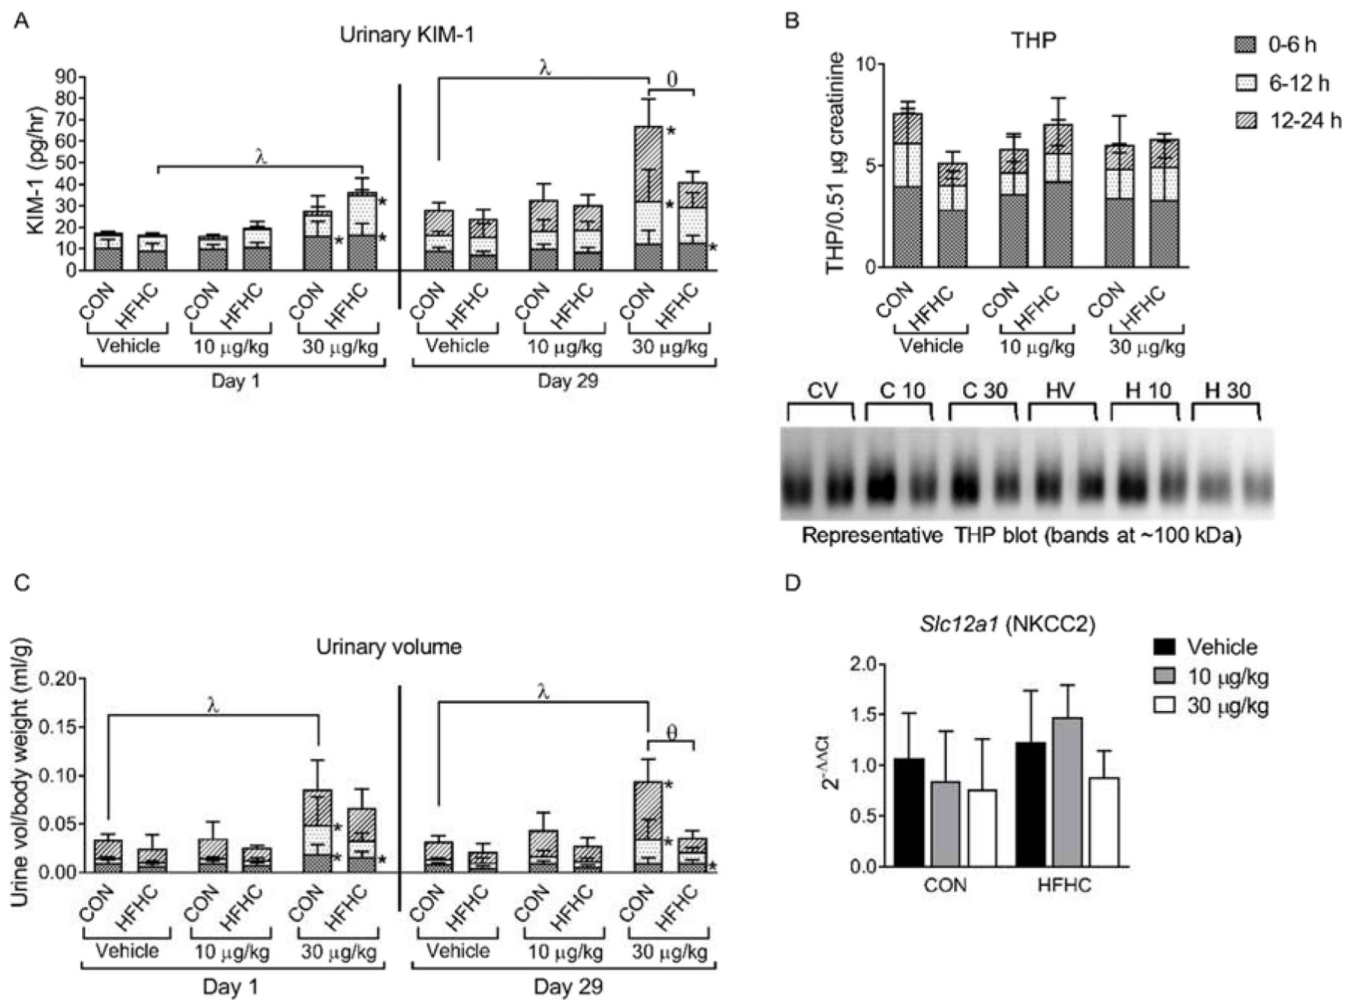 A
Urinary KIM-1
KIM-1 (pg/hr)
90
80
70
60
50
40
30
20
10
0
λ
*
*
*
λ
θ
*
*
*
CON
HFHC
CON
HFHC
CON
HFHC
CON
HFHC
CON
HFHC
CON
HFHC
Vehicle
10 µg/kg
30 µg/kg
Vehicle
10 µg/kg
30 µg/kg
Day 1
Day 29
B
THP
0-6 h
6-12 h
12-24 h
THP/0.51 µg creatinine
10
5
0
CON
HFHC
CON
HFHC
CON
HFHC
Vehicle
10 µg/kg
30 µg/kg
CV
C 10
C 30
HV
H 10
H 30
Representative THP blot (bands at ~100 kDa)
C
Urinary volume
Urine vol/body weight (ml/g)
0.20
0.15
0.10
0.05
0.00
λ
*
*
*
λ
θ
*
*
*
CON
HFHC
CON
HFHC
CON
HFHC
CON
HFHC
CON
HFHC
CON
HFHC
Vehicle
10 µg/kg
30 µg/kg
Vehicle
10 µg/kg
30 µg/kg
Day 1
Day 29
D
Slc12a1 (NKCC2)
Vehicle
10 µg/kg
30 µg/kg
2^-ΔΔCt
2.0
1.5
1.0
0.5
0.0
CON
HFHC